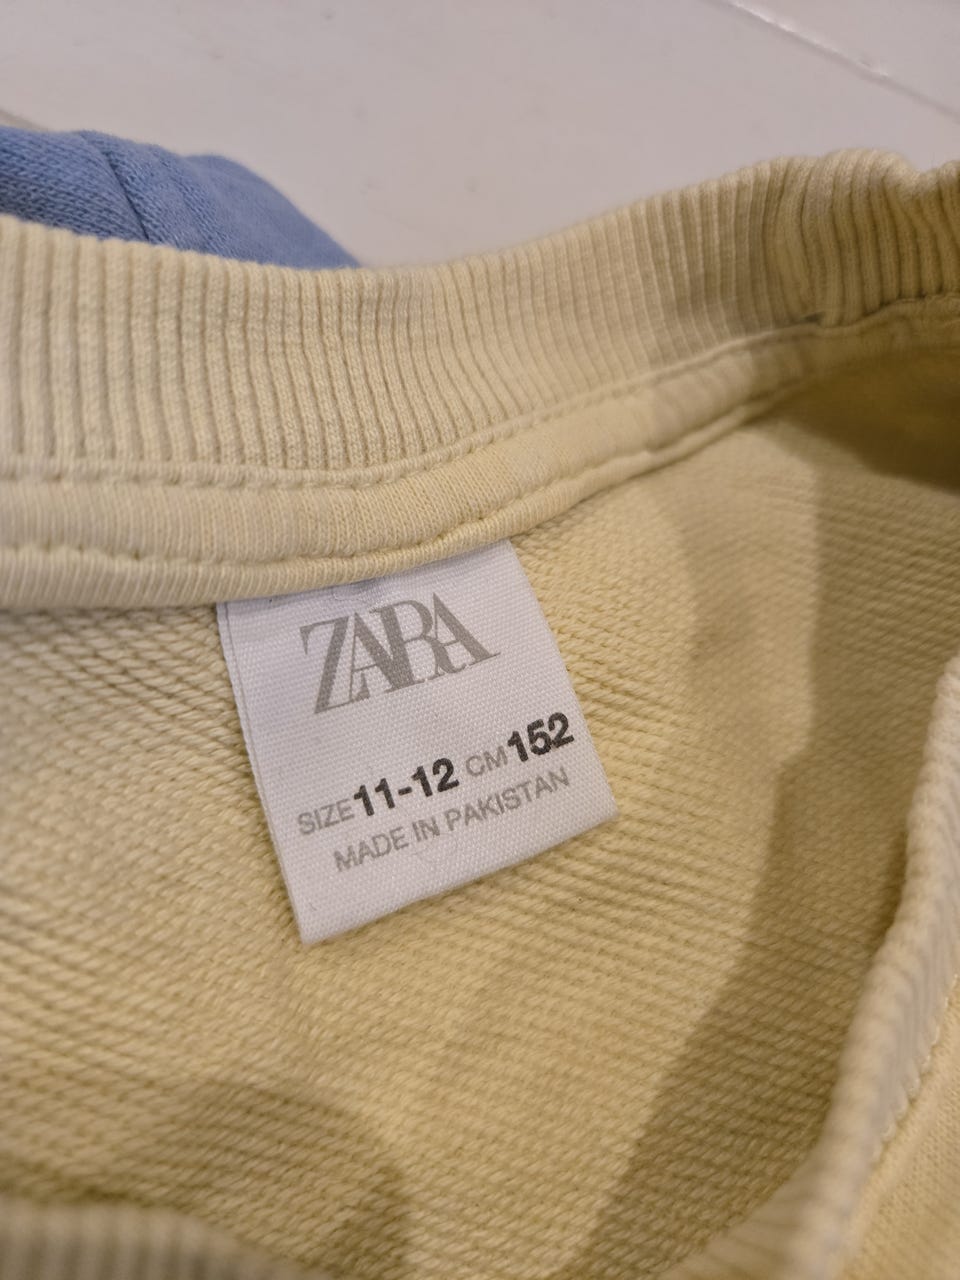 ZARA
SIZE 11-12 CM 152
MADE IN PAKISTAN